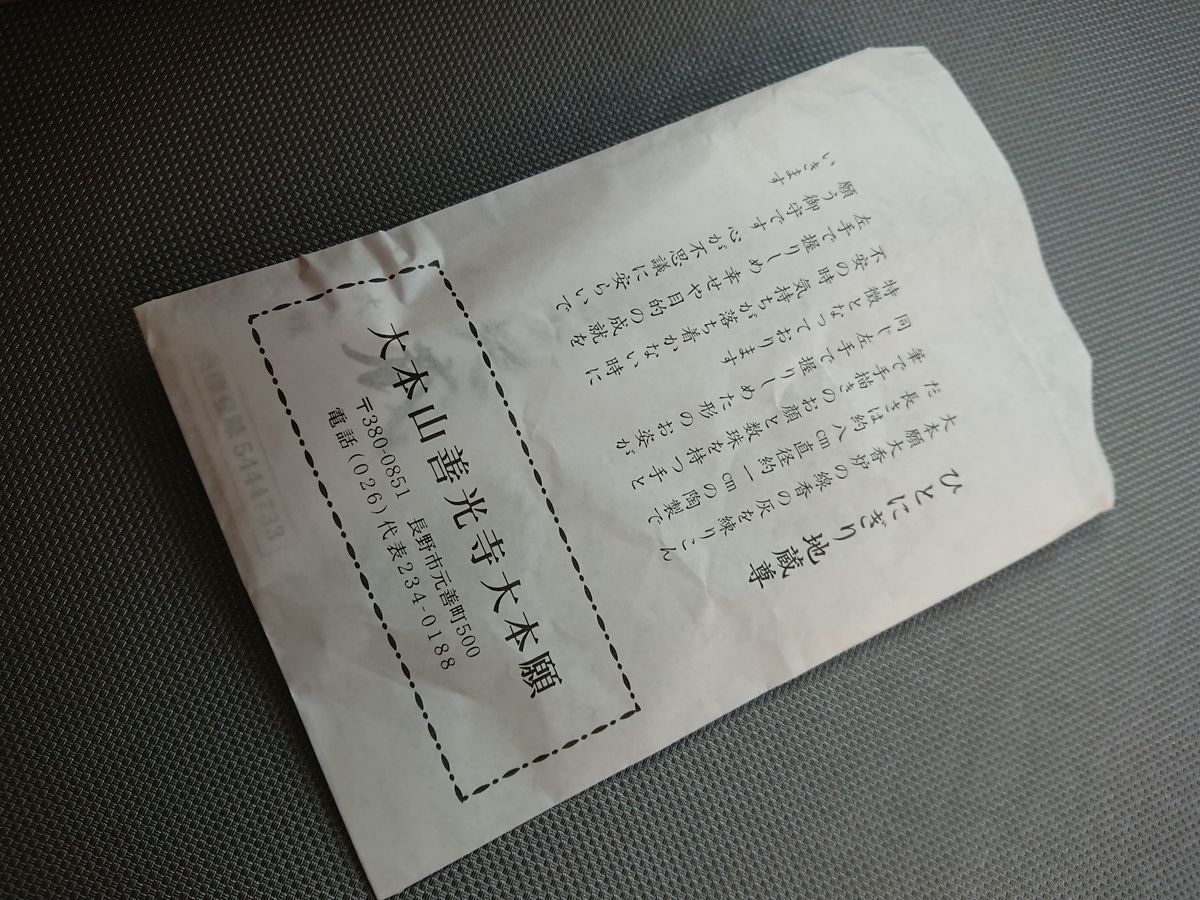 ひとにぎり 地蔵尊
大本願大香炉の線香の灰を練りこん
だ長さは約八cm直径約一cmの陶製で
筆で手描きのお顔と数珠を持つ手と
同じ左手で握りしめた形のお姿が
特徴となっております
不安の時気持ちが落ち着かない時に
左手で握りしめ幸せや目的の成就を
願う御守です 心が不思議に安らいで
いきます
大本山善光寺大本願
〒380-0851 長野市元善町500
電話(026)代表234-0188
5444733